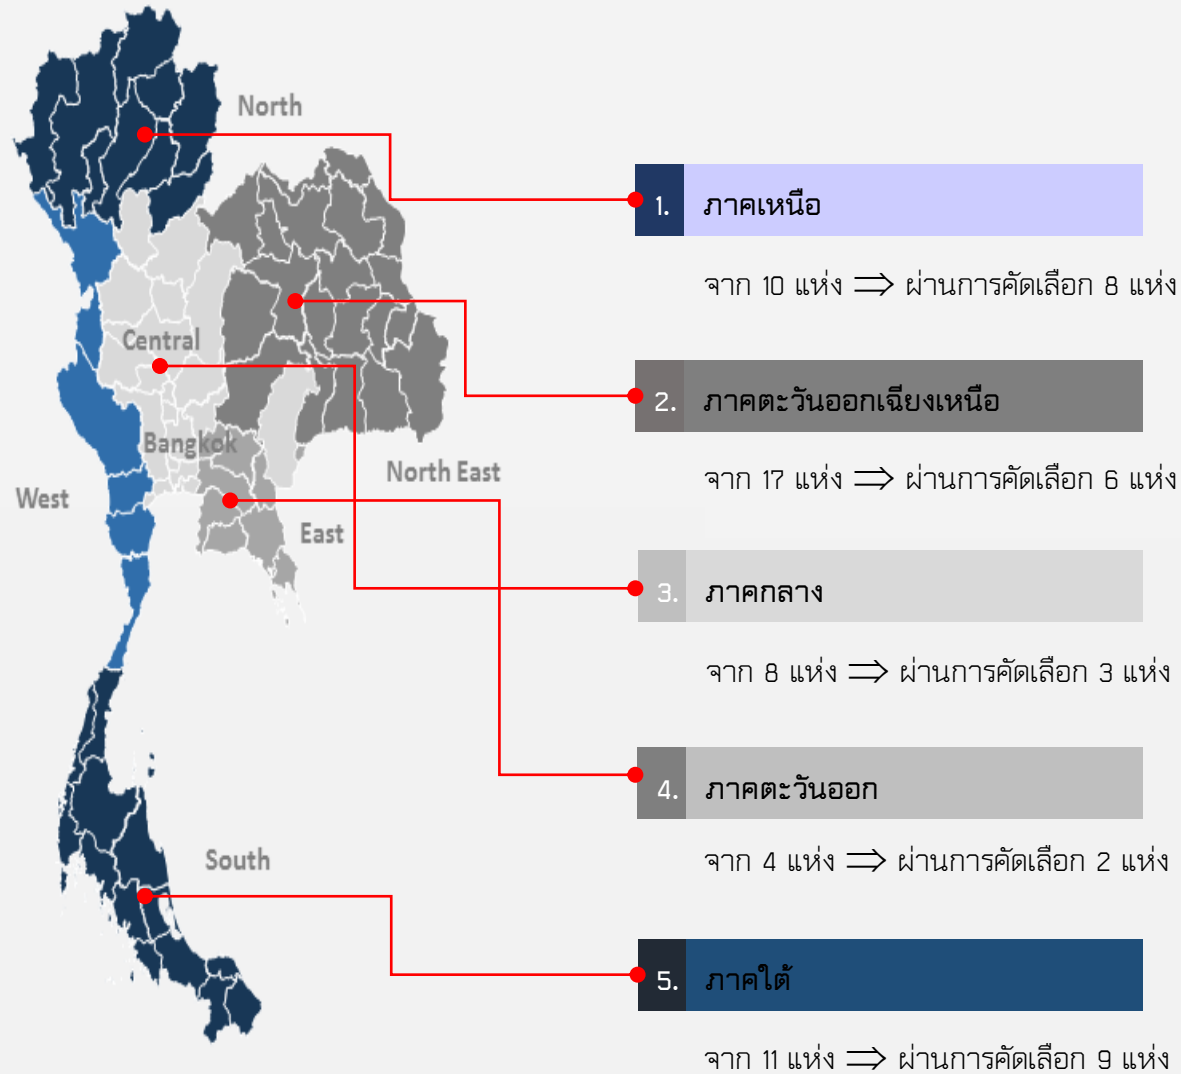 North
Central
Bangkok
North East
West
East
South
1. ภาคเหนือ
จาก 10 แห่ง ⟹ ผ่านการคัดเลือก 8 แห่ง
2. ภาคตะวันออกเฉียงเหนือ
จาก 17 แห่ง ⟹ ผ่านการคัดเลือก 6 แห่ง
3. ภาคกลาง
จาก 8 แห่ง ⟹ ผ่านการคัดเลือก 3 แห่ง
4. ภาคตะวันออก
จาก 4 แห่ง ⟹ ผ่านการคัดเลือก 2 แห่ง
5. ภาคใต้
จาก 11 แห่ง ⟹ ผ่านการคัดเลือก 9 แห่ง